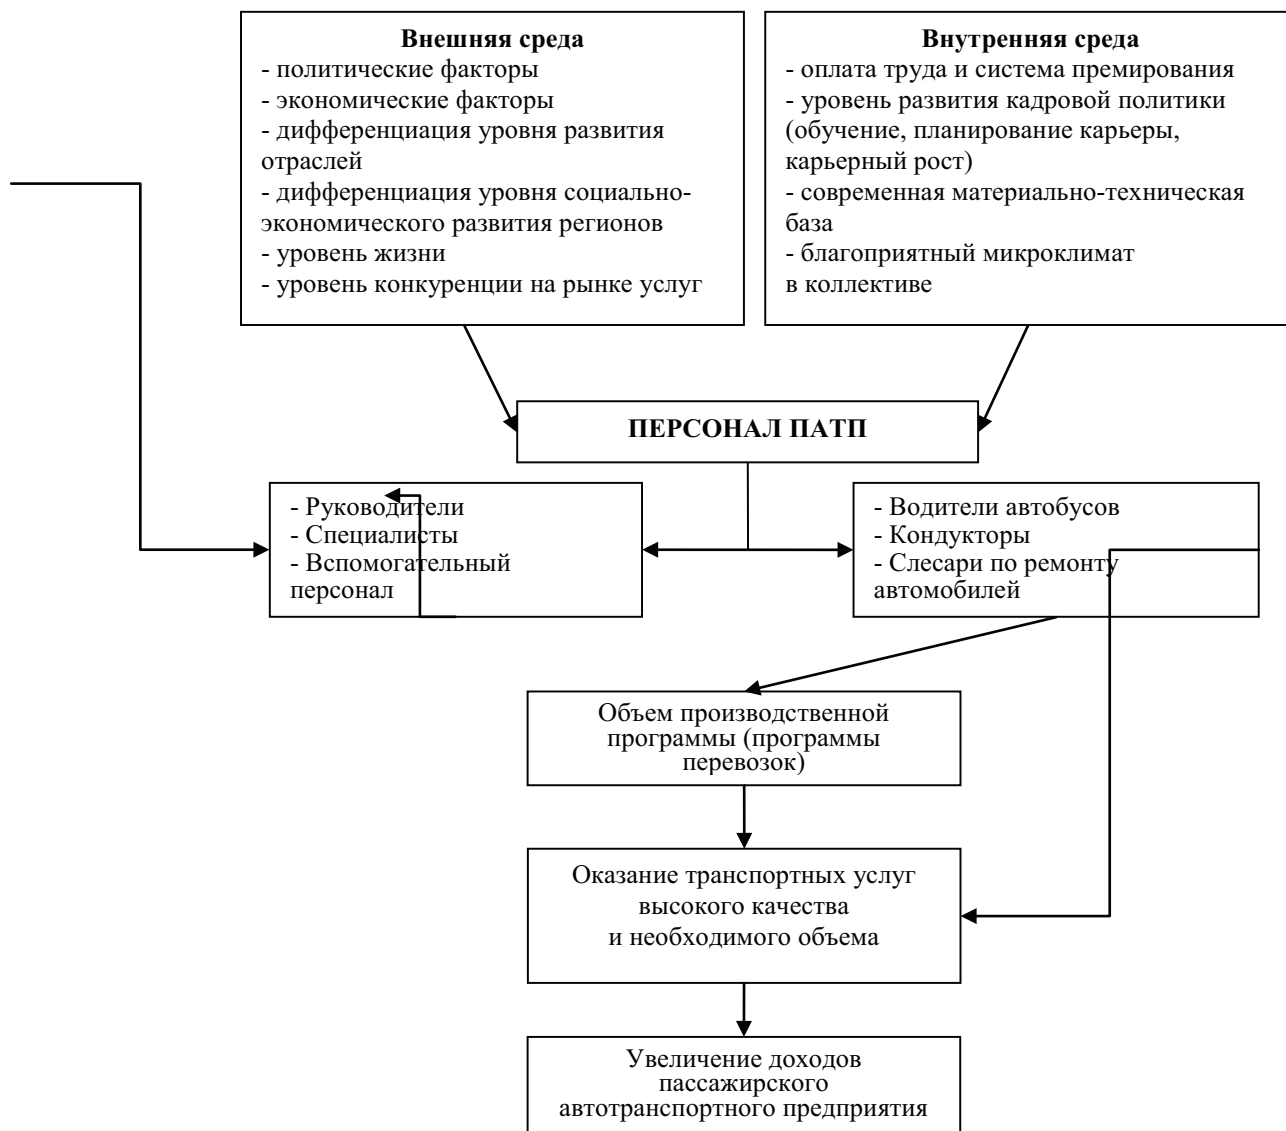 Внешняя среда
- политические факторы
- экономические факторы
- дифференциация уровня развития
отраслей
- дифференциация уровня социально-
экономического развития регионов
- уровень жизни
- уровень конкуренции на рынке услуг
Внутренняя среда
- оплата труда и система премирования
- уровень развития кадровой политики
(обучение, планирование карьеры,
карьерный рост)
- современная материально-техническая
база
- благоприятный микроклимат
в коллективе
ПЕРСОНАЛ ПАТП
- Руководители
- Специалисты
- Вспомогательный
персонал
- Водители автобусов
- Кондукторы
- Слесари по ремонту
автомобилей
Объем производственной
программы (программы
перевозок)
Оказание транспортных услуг
высокого качества
и необходимого объема
Увеличение доходов
пассажирского
автотранспортного предприятия